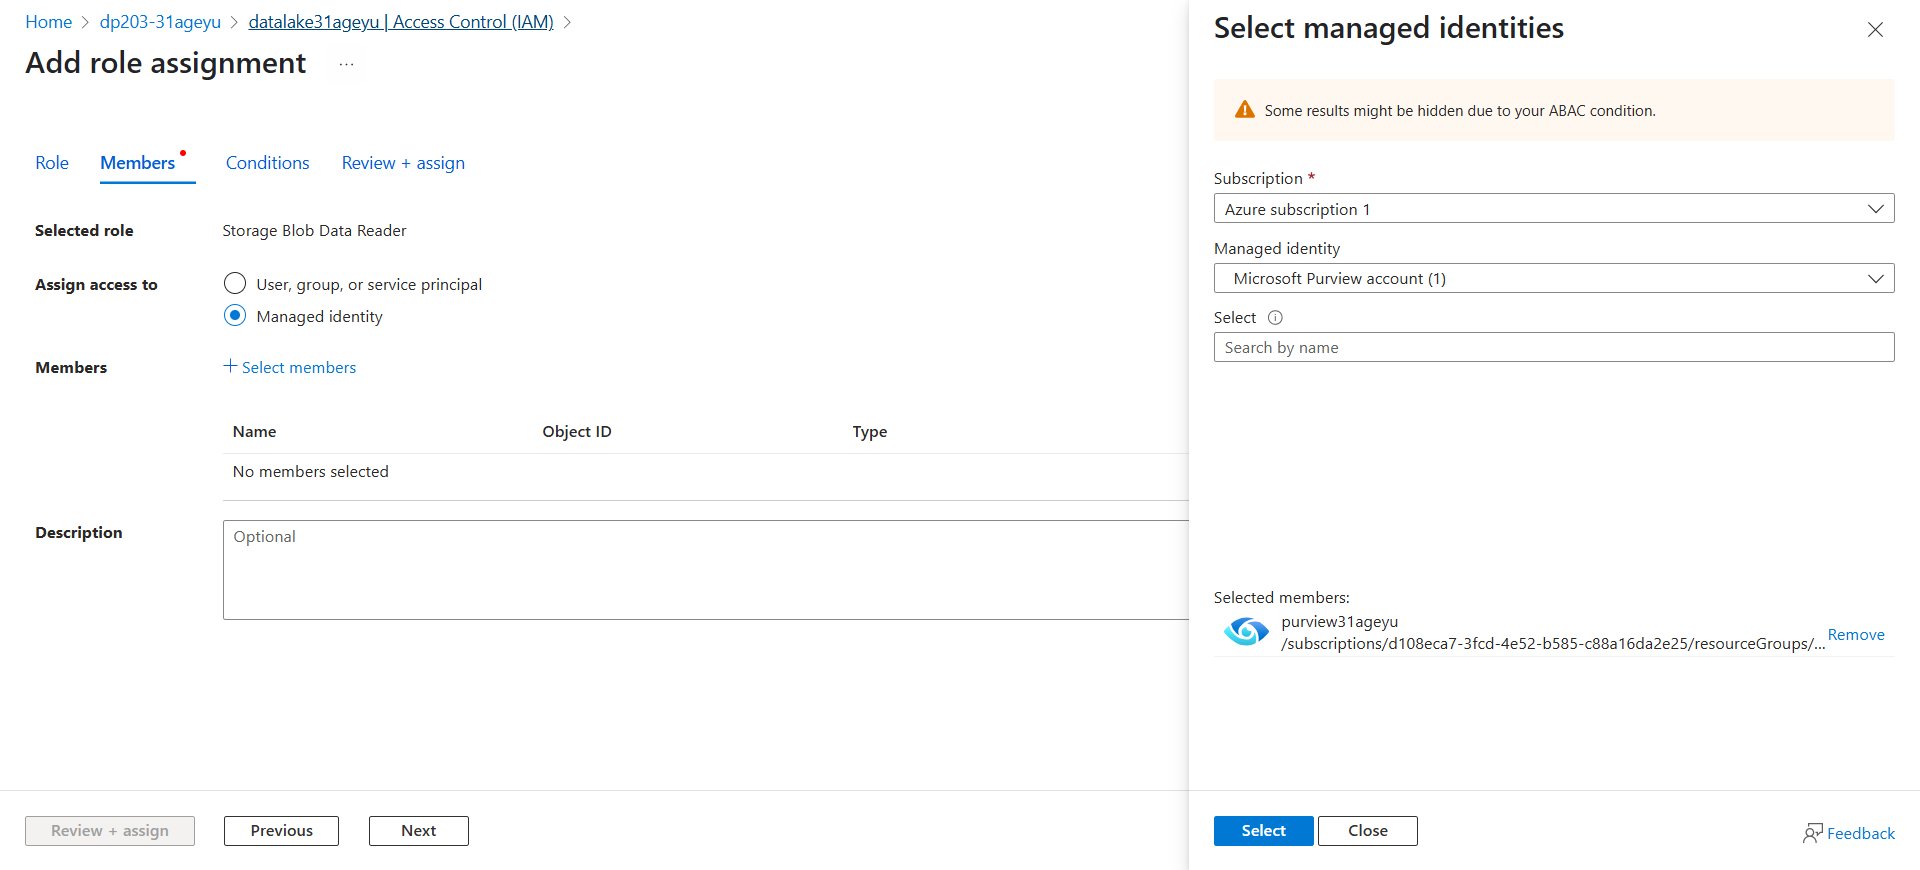 Home > dp203-31ageyu > datalake31ageyu | Access Control (IAM) >
Add role assignment ...
Role Members Conditions Review + assign
Selected role Storage Blob Data Reader
Assign access to User, group, or service principal
Managed identity
Members + Select members
Name Object ID Type
No members selected
Description Optional
Review + assign Previous Next
Select managed identities
Some results might be hidden due to your ABAC condition.
Subscription *
Azure subscription 1
Managed identity
Microsoft Purview account (1)
Select
Search by name
Selected members:
purview31ageyu
/subscriptions/d108eca7-3fcd-4e52-b585-c88a16da2e25/resourceGroups/... Remove
Select Close Feedback